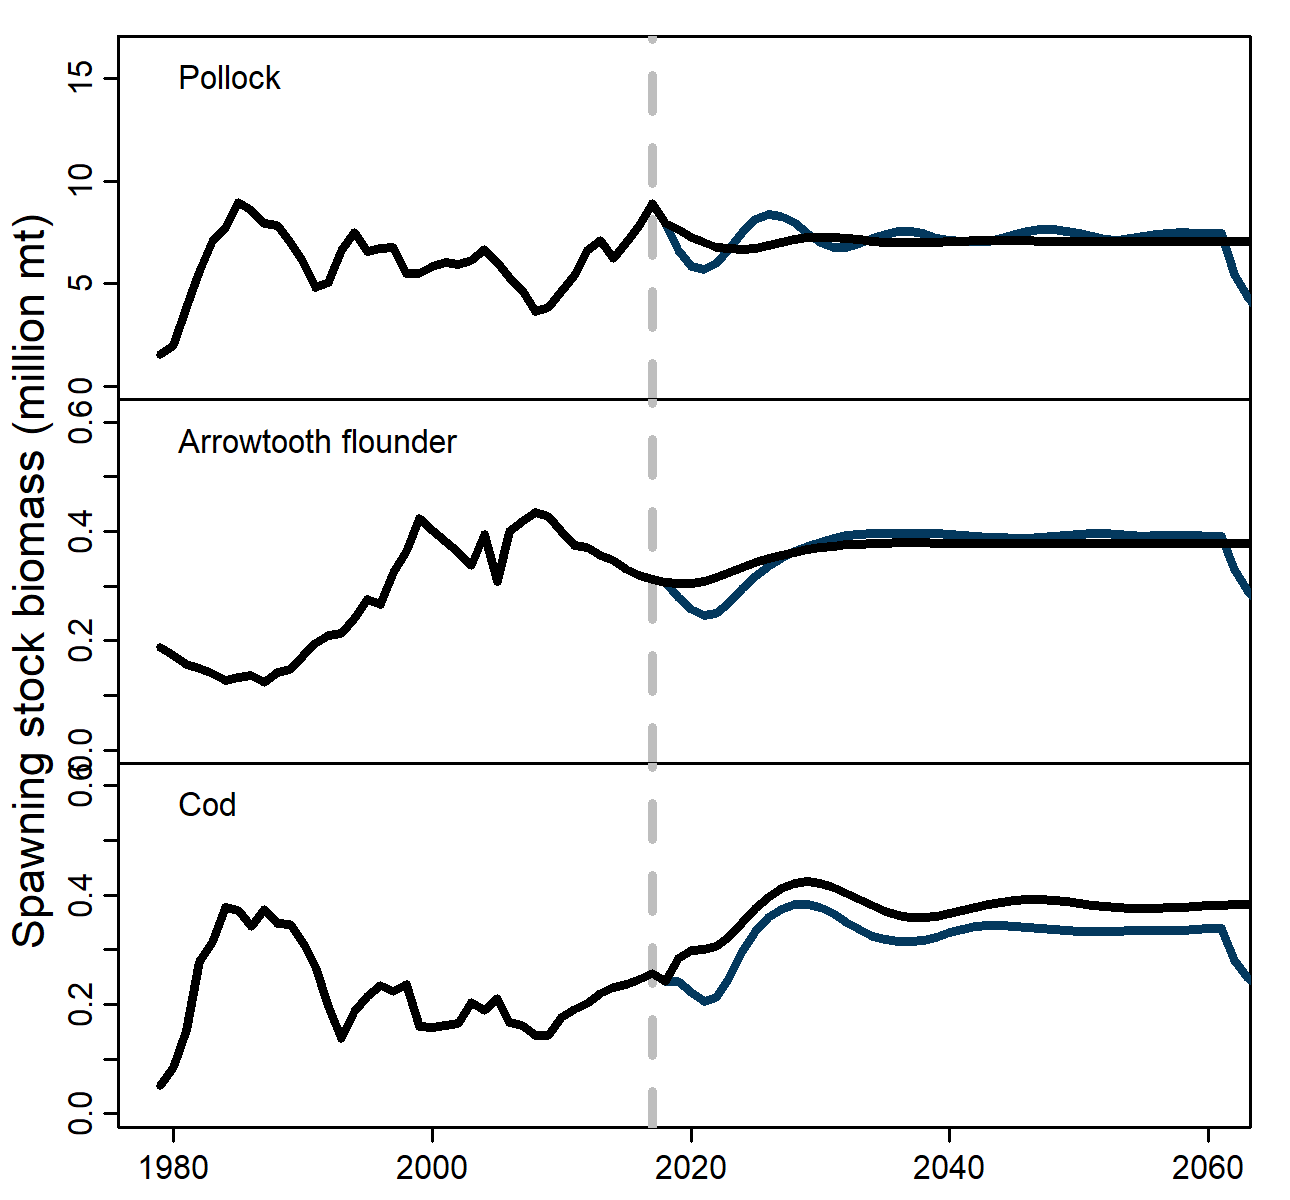 Spawning stock biomass (million mt)
Pollock
15
10
5
0
Arrowtooth flounder
0.6
0.4
0.2
0.0
Cod
0.6
0.4
0.2
0.0
1980 2000 2020 2040 2060